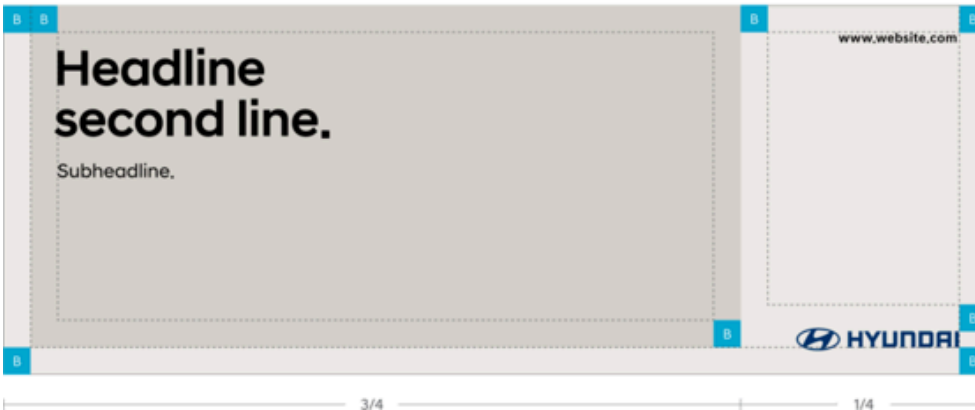 B B B B
www.website.com
Headline
second line.
Subheadline.
B
B
HYUNDAI
B B
3/4 1/4